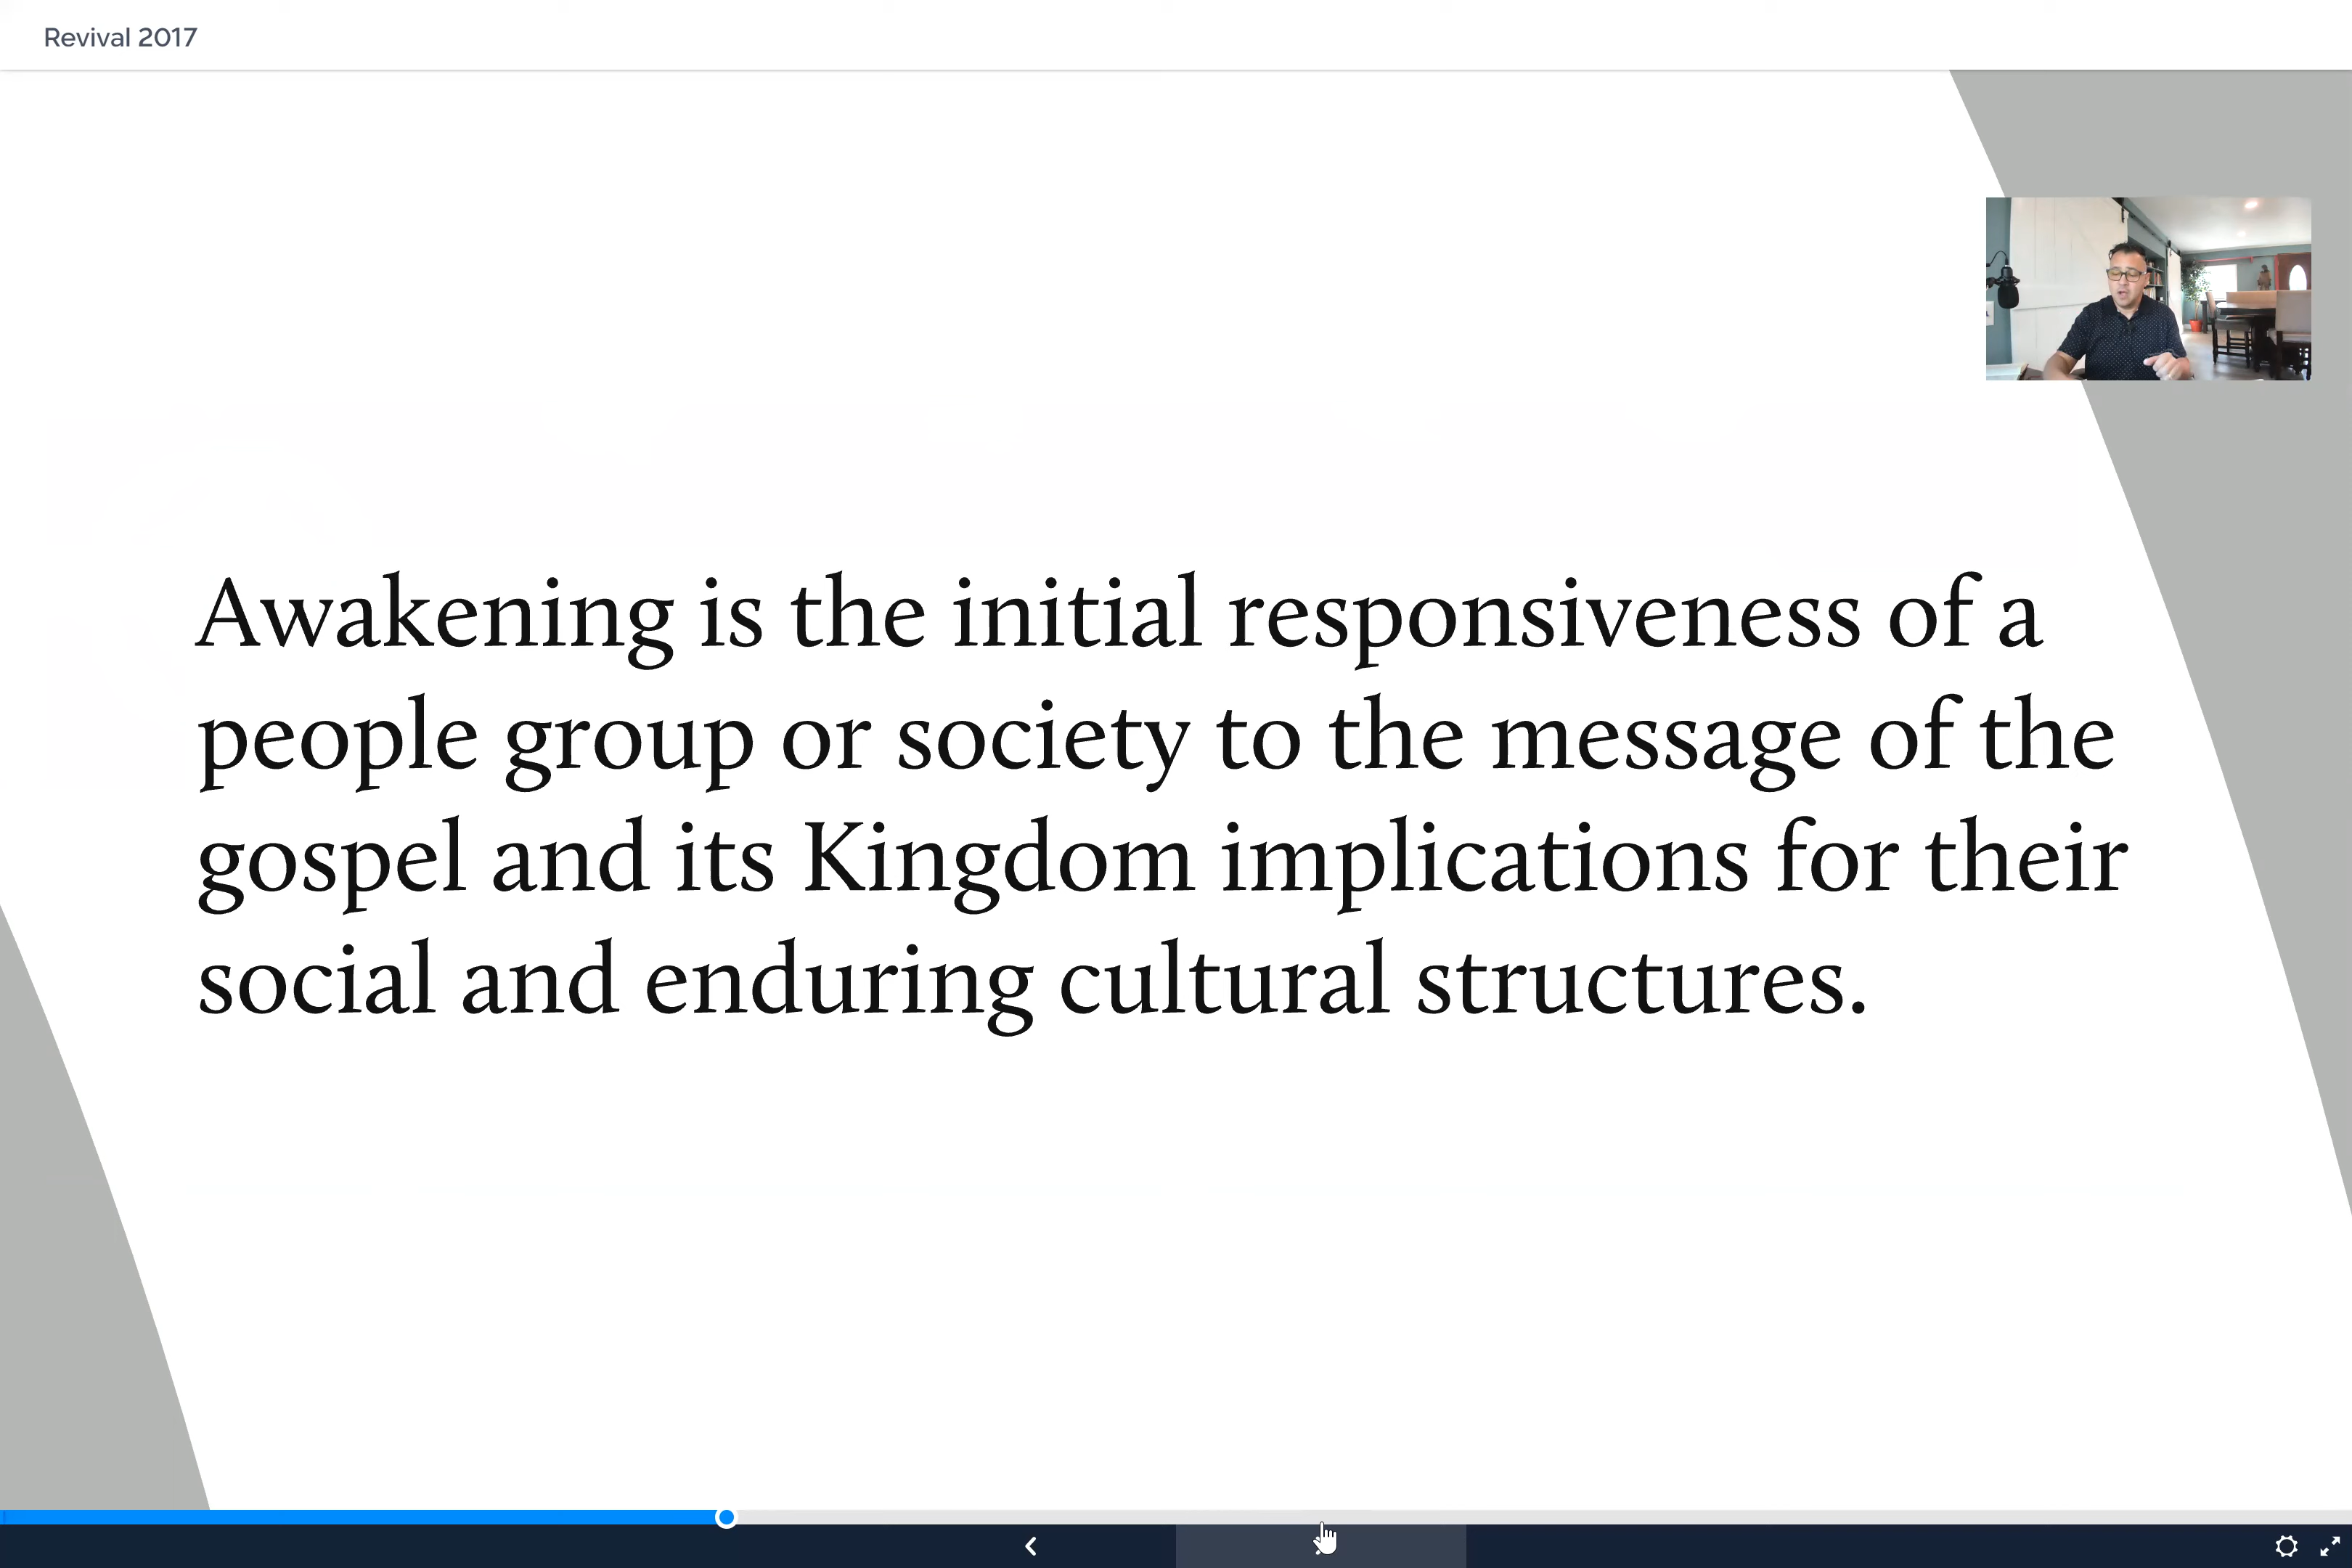 Revival 2017
Awakening is the initial responsiveness of a
people group or society to the message of the
gospel and its Kingdom implications for their
social and enduring cultural structures.